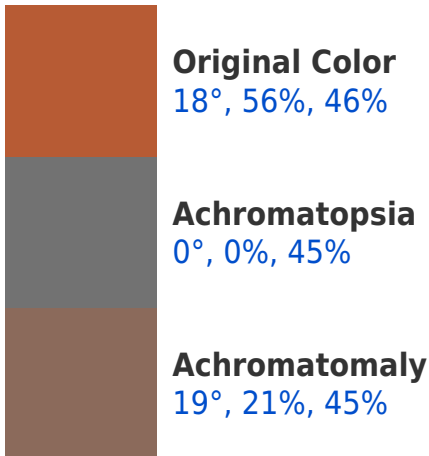 Original Color
18°, 56%, 46%
Achromatopsia
0°, 0%, 45%
Achromatomaly
19°, 21%, 45%